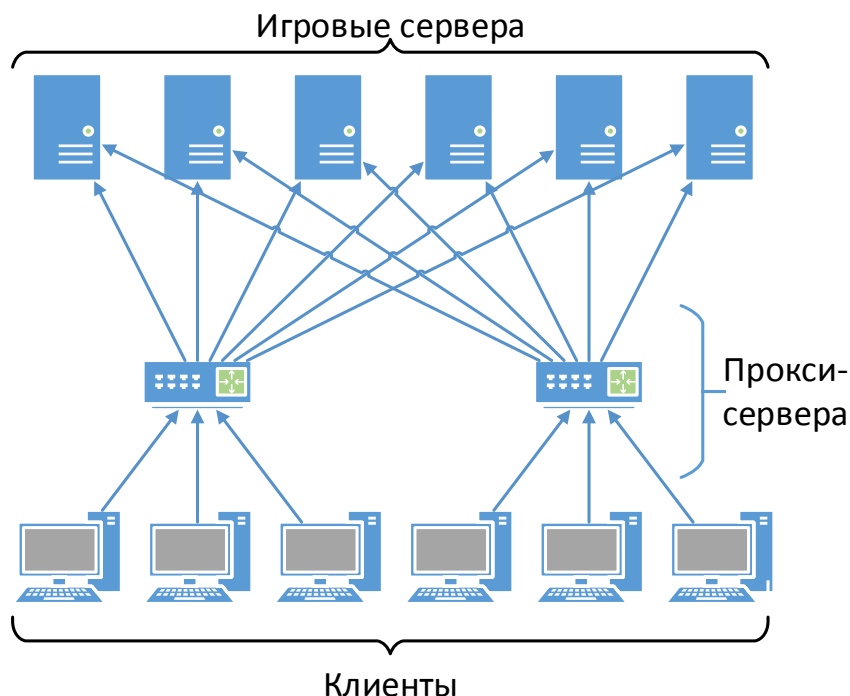 Игровые сервера
Прокси-
сервера
Клиенты